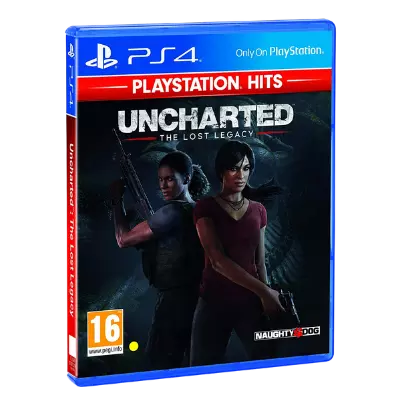 PS4
Only On PlayStation.
PLAYSTATION HITS
UNCHARTED
THE LOST LEGACY
Uncharted : The Lost Legacy
16
www.pegi.info
NAUGHTY DOG